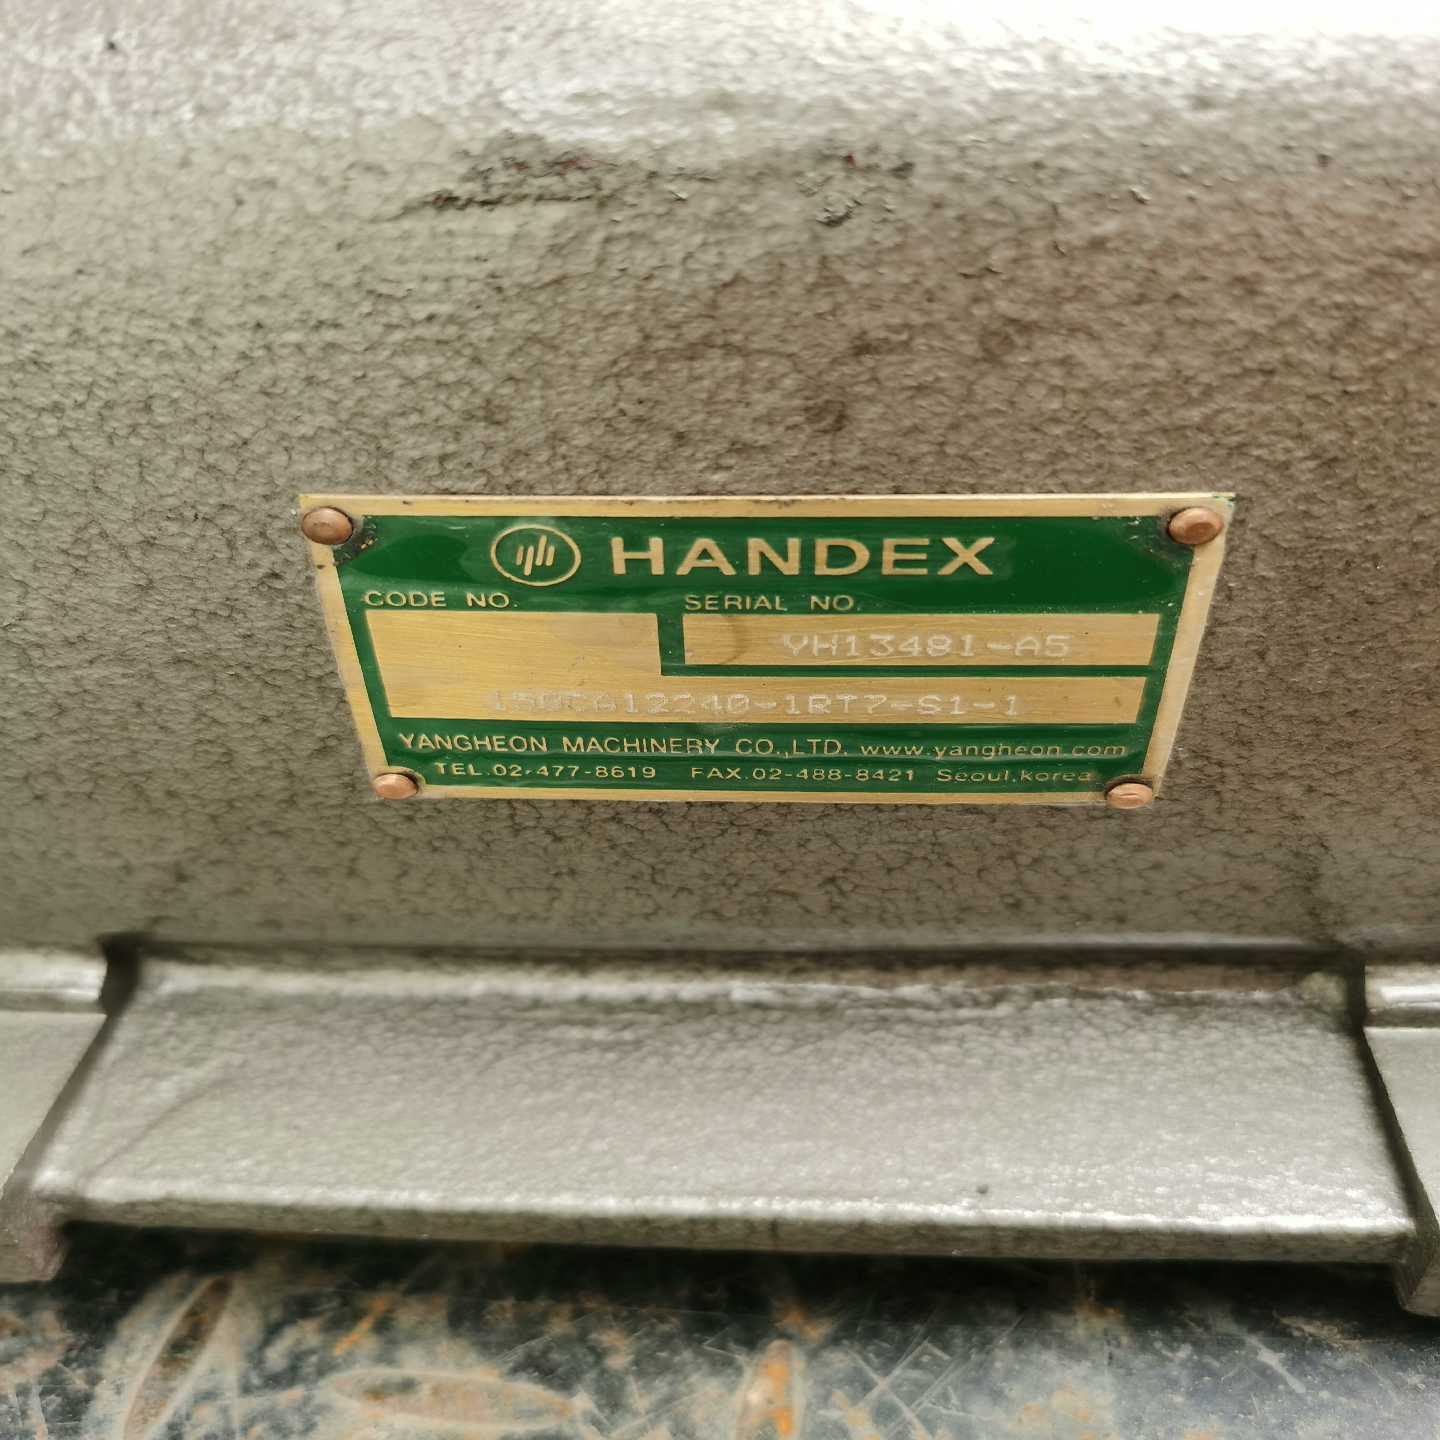 yh HANDEX
CODE NO. SERIAL NO.
YH13481-A5
YANGHEON MACHINERY CO.,LTD. www.yangheon.com
TEL.02-477-8619 FAX.02-488-8421 Seoul.korea